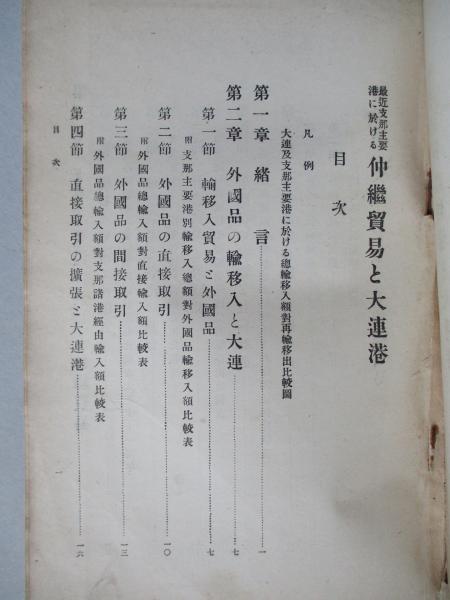 最近支那主要
港に於ける
仲繼貿易と大連港
目次
凡例
大連及支那主要港に於ける總輸移入額對再輸移出比較圖
第一章 緒言……一
第二章 外國品の輸移入と大連……七
第一節 輸移入貿易と外國品……七
附 支那主要港別輸移入總額對外國品輸移入額比較表
第二節 外國品の直接取引……一〇
附 外國品總輸入額對直接輸入額比較表
第三節 外國品の間接取引……一三
附 外國品總輸入額對支那諸港經由輸入額比較表
第四節 直接取引の擴張と大連港……一六
目次 一